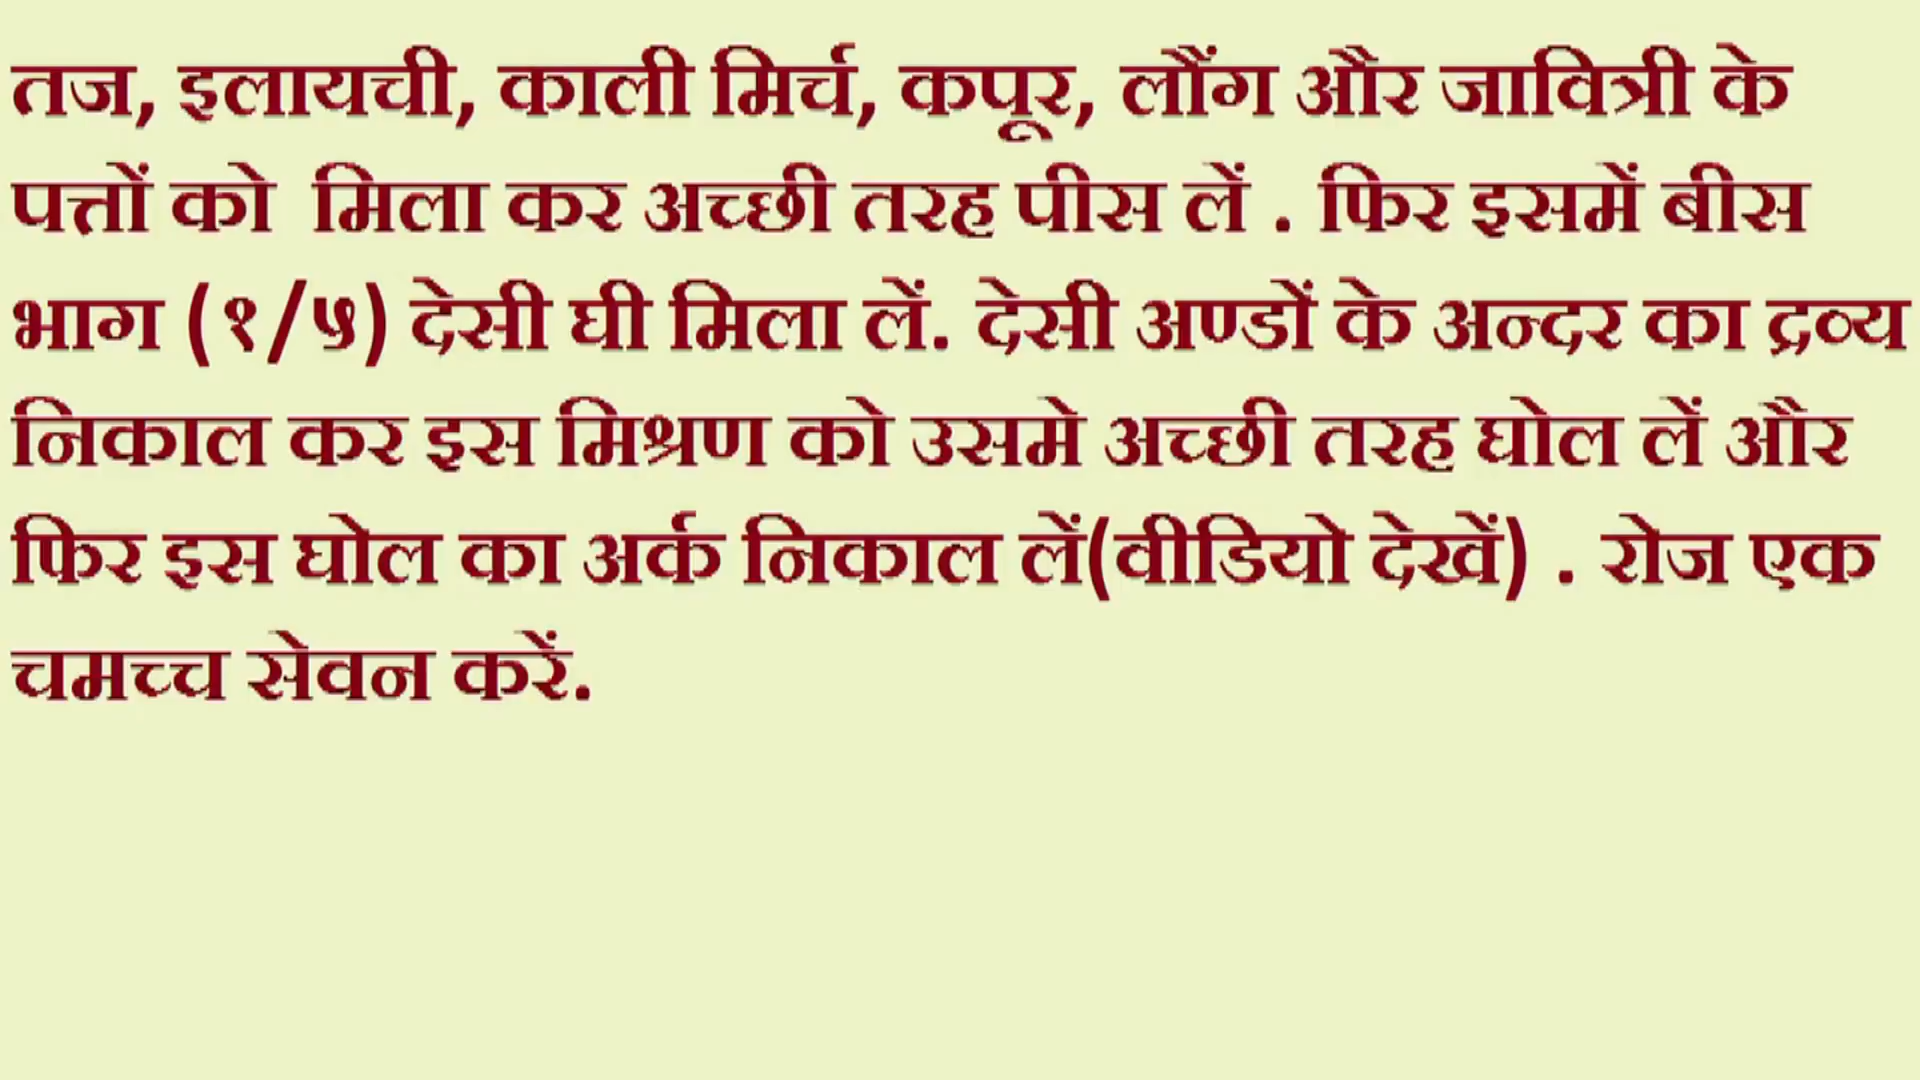 तज, इलायची, काली मिर्च, कपूर, लौंग और जावित्री के
पत्तों को  मिला कर अच्छी तरह पीस लें . फिर इसमें बीस
भाग (१/५) देसी घी मिला लें. देसी अण्डों के अन्दर का द्रव्य
निकाल कर इस मिश्रण को उसमे अच्छी तरह घोल लें और
फिर इस घोल का अर्क निकाल लें(वीडियो देखें) . रोज एक
चमच्च सेवन करें.